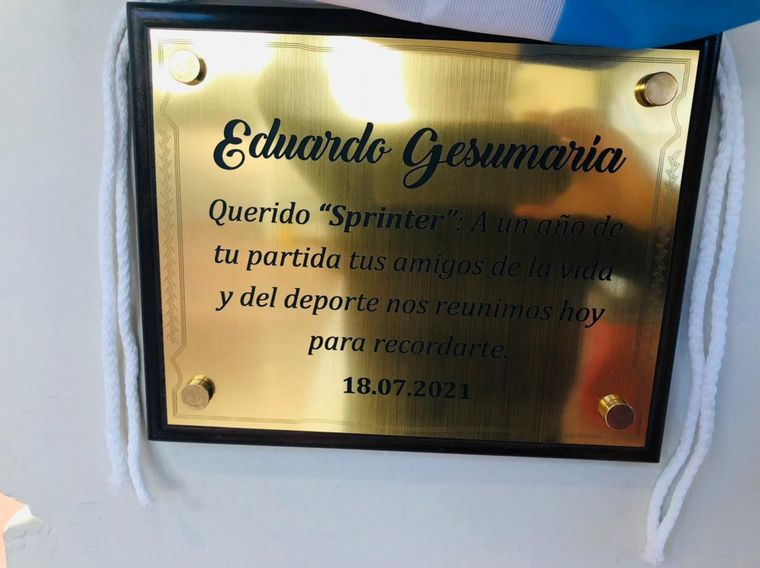 Eduardo Gesumaría
Querido “Sprinter”: A un año de
tu partida tus amigos de la vida
y del deporte nos reunimos hoy
para recordarte.
18.07.2021